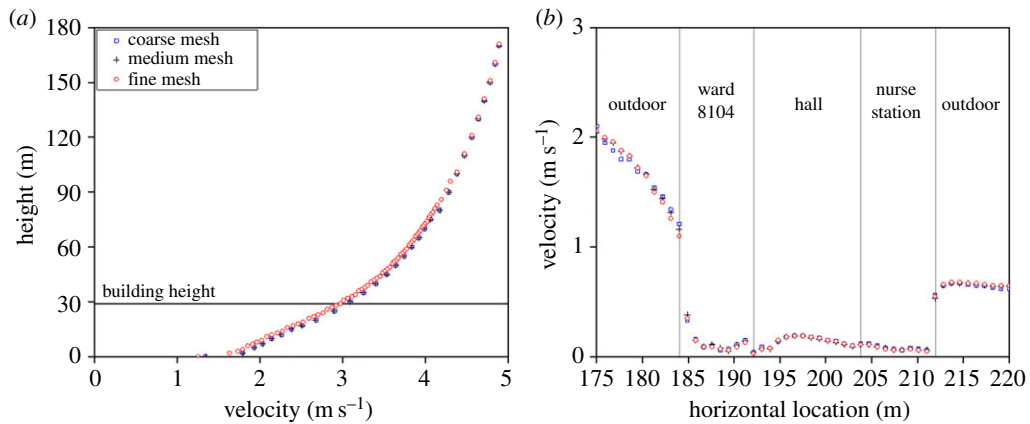 (a)
180
150
120
90
60
30
0
height (m)
coarse mesh
medium mesh
fine mesh
building height
0 1 2 3 4 5
velocity (m s⁻¹)
(b)
3
2
1
0
velocity (m s⁻¹)
outdoor
ward
8104
hall
nurse
station
outdoor
175 180 185 190 195 200 205 210 215 220
horizontal location (m)